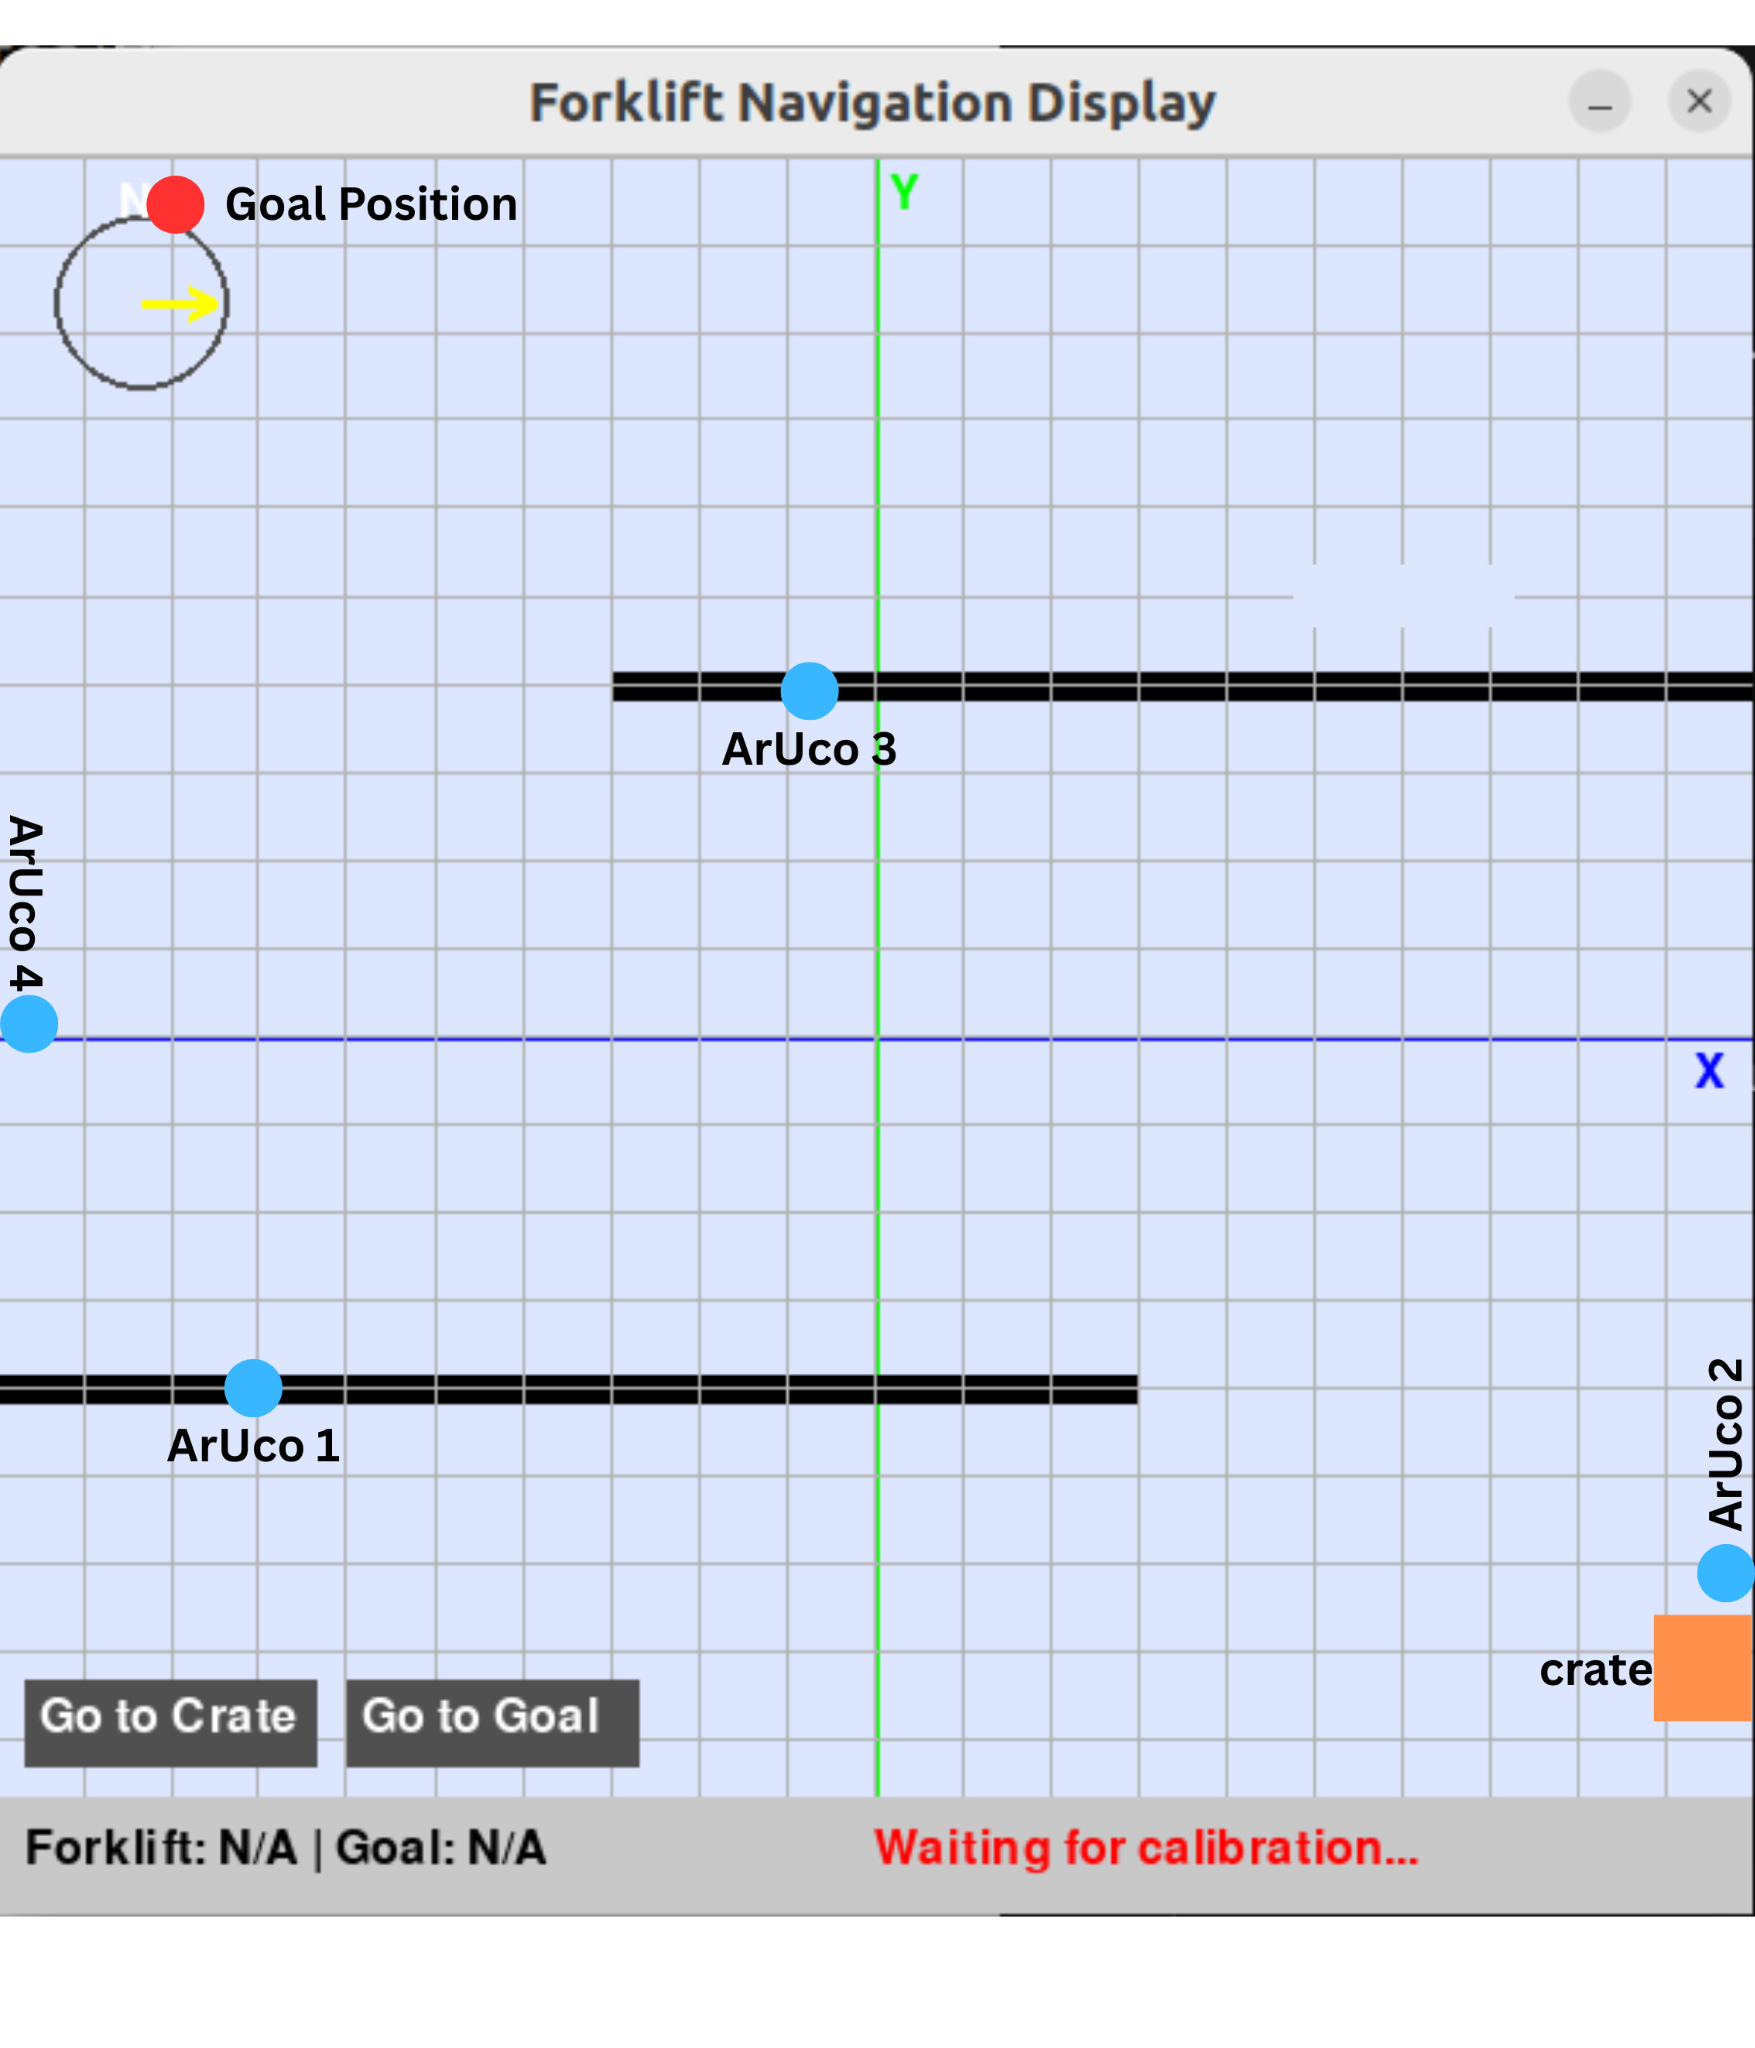 Forklift Navigation Display
Y
N
Goal Position
ArUco 3
ArUco 4
X
ArUco 1
ArUco 2
crate
Go to Crate
Go to Goal
Forklift: N/A | Goal: N/A
Waiting for calibration...